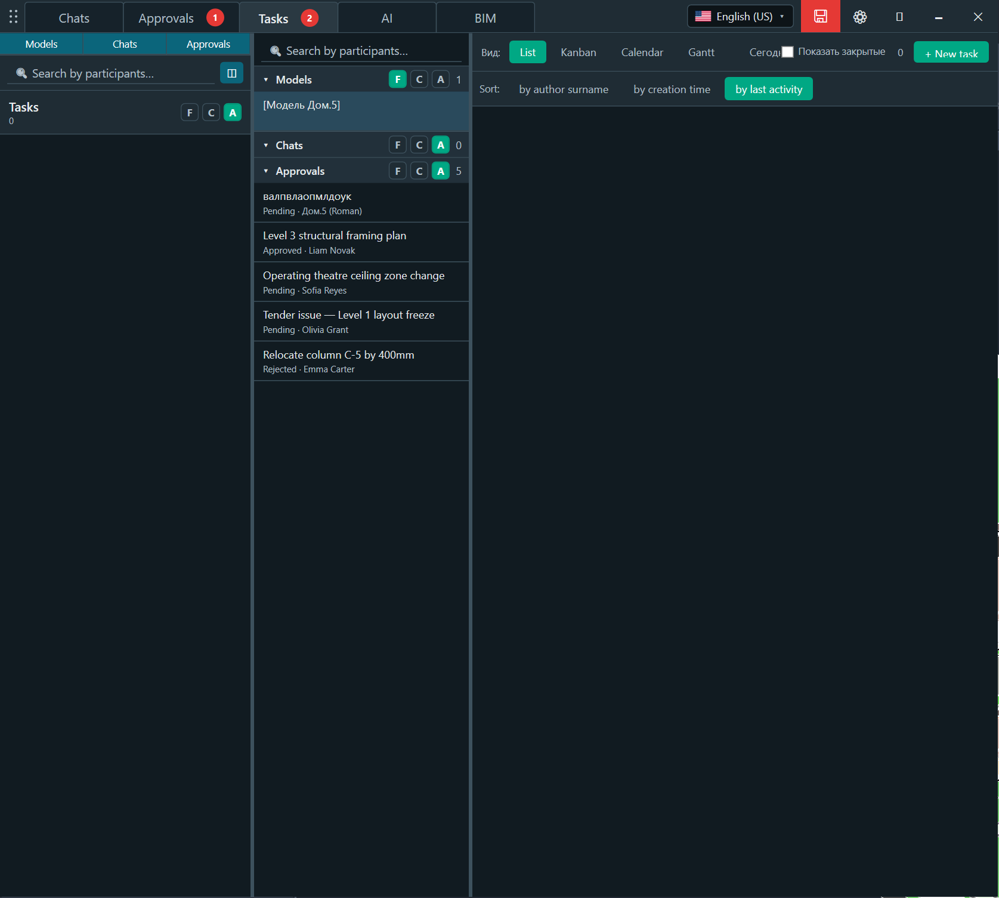 Chats
Approvals 1
Tasks 2
AI
BIM
English (US)
Models Chats Approvals
Search by participants...
Tasks F C A
0
Search by participants...
Models F C A 1
[Модель Дом.5]
Chats F C A 0
Approvals F C A 5
валпвлаопмлдоук
Pending · Дом.5 (Roman)
Level 3 structural framing plan
Approved · Liam Novak
Operating theatre ceiling zone change
Pending · Sofia Reyes
Tender issue — Level 1 layout freeze
Pending · Olivia Grant
Relocate column C-5 by 400mm
Rejected · Emma Carter
Вид: List Kanban Calendar Gantt Сегод Показать закрытые 0 + New task
Sort: by author surname by creation time by last activity